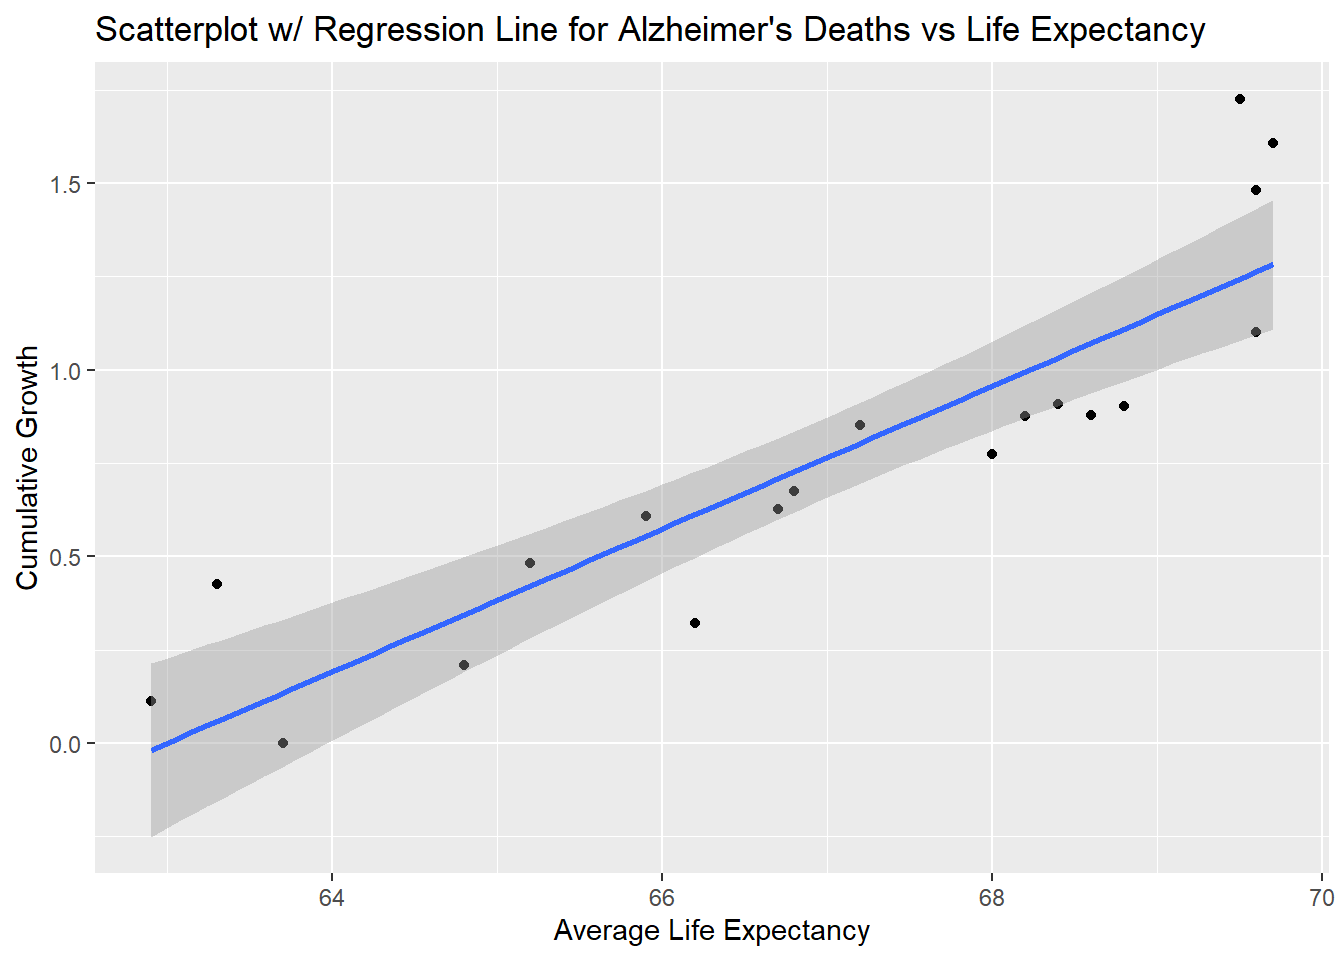 Scatterplot w/ Regression Line for Alzheimer's Deaths vs Life Expectancy
Cumulative Growth
1.5
1.0
0.5
0.0
64 66 68 70
Average Life Expectancy